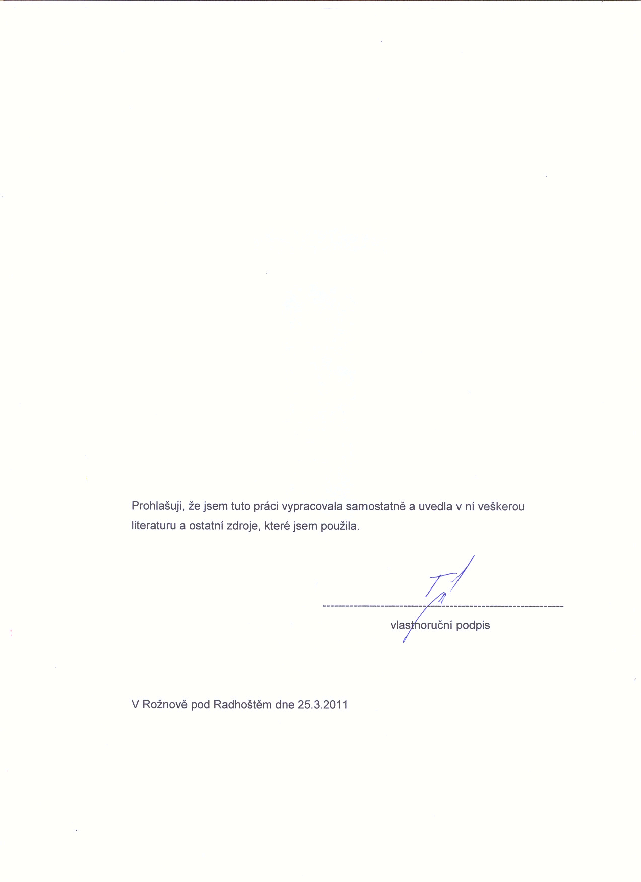 Prohlašuji, že jsem tuto práci vypracovala samostatně a uvedla v ní veškerou
literaturu a ostatní zdroje, které jsem použila.
vlastnoruční podpis
V Rožnově pod Radhoštěm dne 25.3.2011